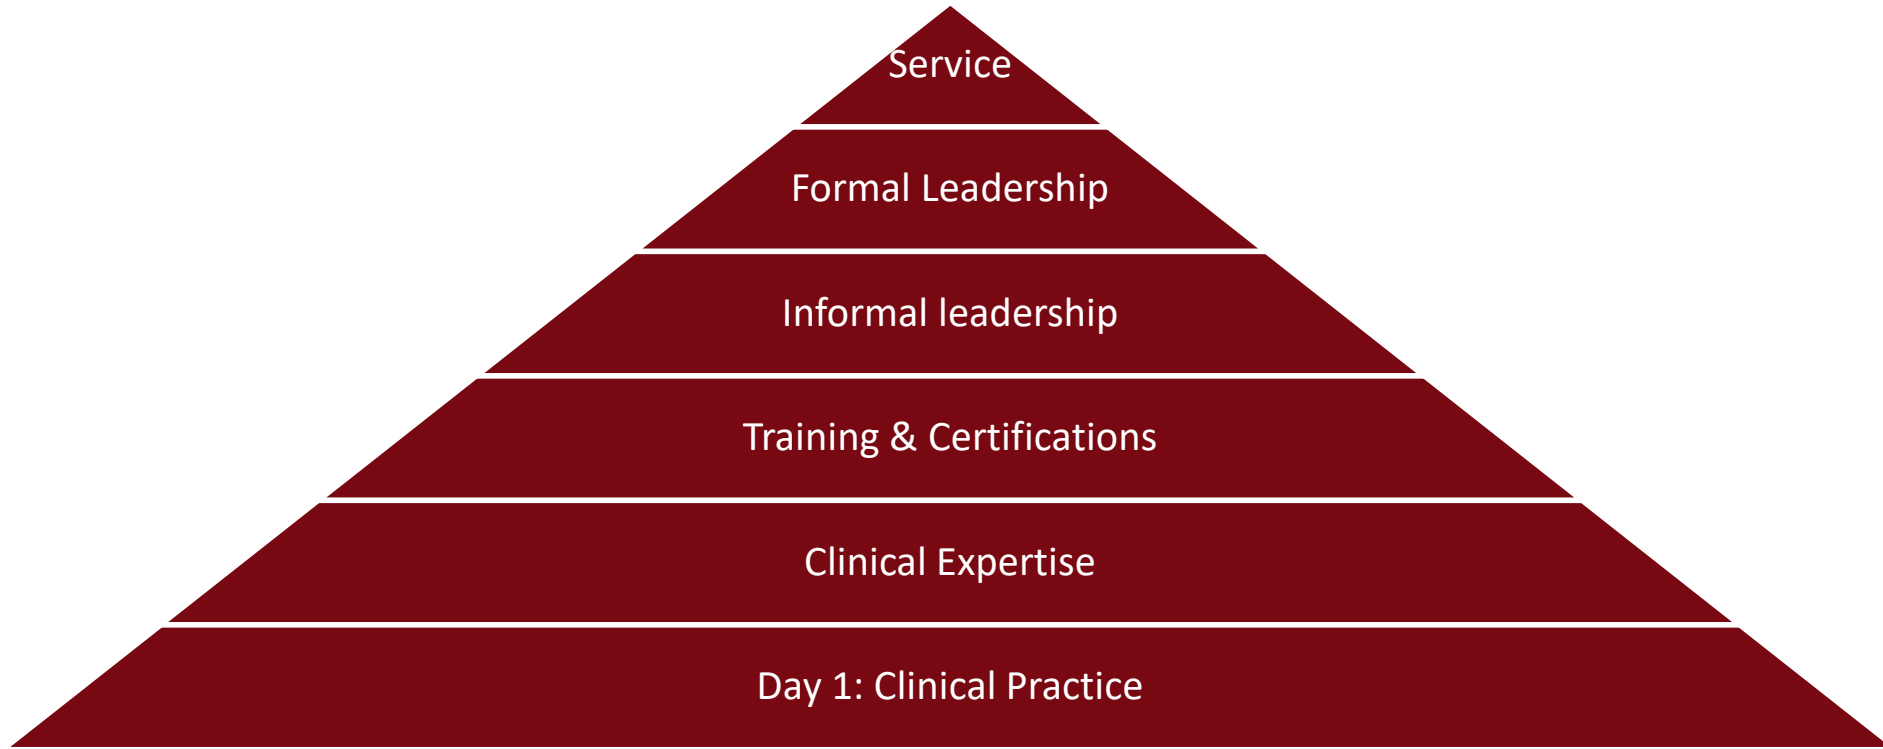 Service
Formal Leadership
Informal leadership
Training & Certifications
Clinical Expertise
Day 1: Clinical Practice